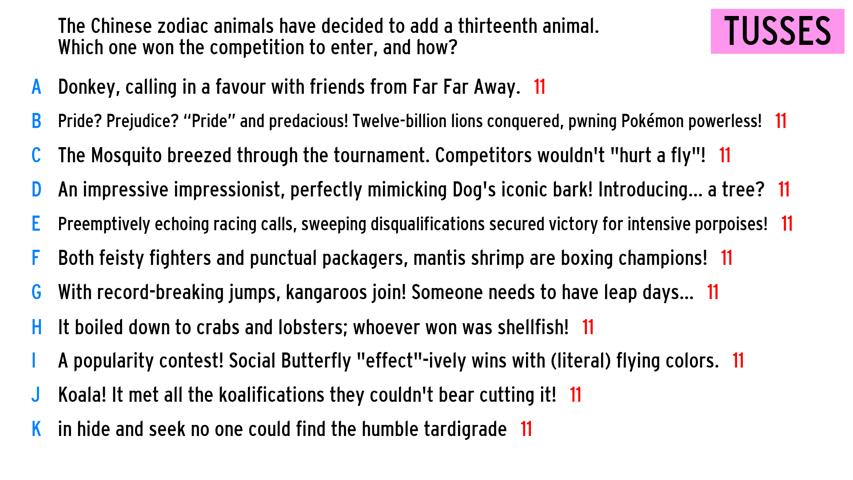 The Chinese zodiac animals have decided to add a thirteenth animal.
Which one won the competition to enter, and how?
TUSSES
A Donkey, calling in a favour with friends from Far Far Away. 11
B Pride? Prejudice? “Pride” and predacious! Twelve-billion lions conquered, pwning Pokémon powerless! 11
C The Mosquito breezed through the tournament. Competitors wouldn't "hurt a fly"! 11
D An impressive impressionist, perfectly mimicking Dog's iconic bark! Introducing... a tree? 11
E Preemptively echoing racing calls, sweeping disqualifications secured victory for intensive porpoises! 11
F Both feisty fighters and punctual packagers, mantis shrimp are boxing champions! 11
G With record-breaking jumps, kangaroos join! Someone needs to have leap days... 11
H It boiled down to crabs and lobsters; whoever won was shellfish! 11
I A popularity contest! Social Butterfly "effect"-ively wins with (literal) flying colors. 11
J Koala! It met all the koalifications they couldn't bear cutting it! 11
K in hide and seek no one could find the humble tardigrade 11